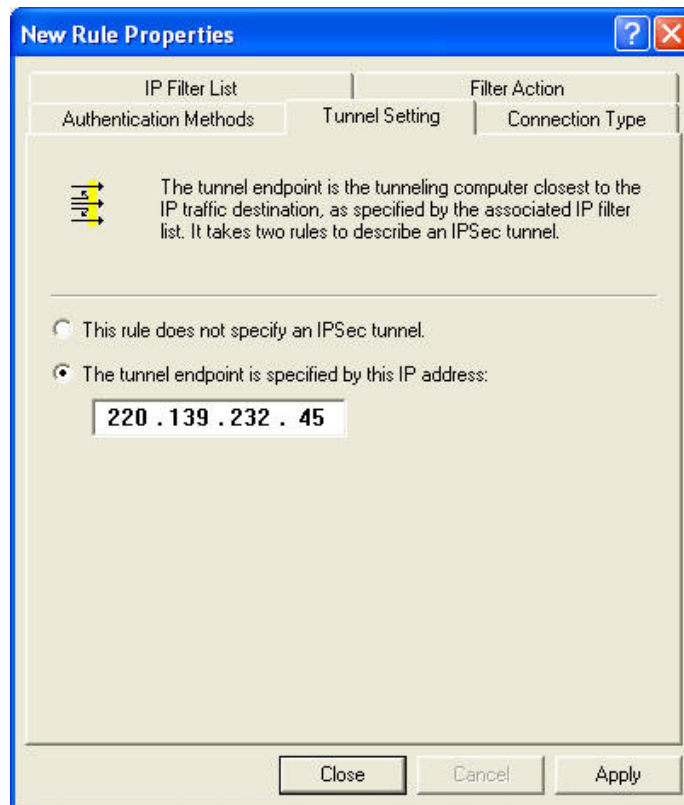 New Rule Properties
IP Filter List
Filter Action
Authentication Methods
Tunnel Setting
Connection Type
The tunnel endpoint is the tunneling computer closest to the
IP traffic destination, as specified by the associated IP filter
list. It takes two rules to describe an IPSec tunnel.
This rule does not specify an IPSec tunnel.
The tunnel endpoint is specified by this IP address:
220 . 139 . 232 . 45
Close
Cancel
Apply